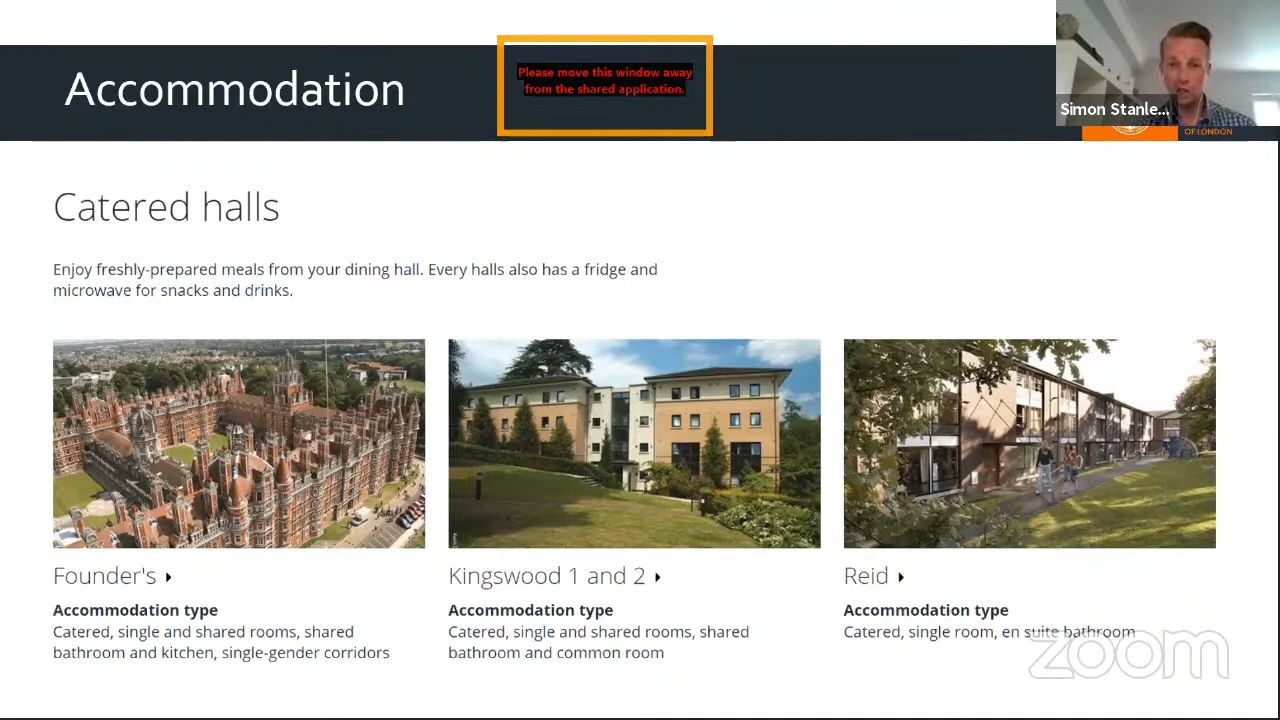 Accommodation
Please move this window away
from the shared application.
Simon Stanle...
OF LONDON
Catered halls
Enjoy freshly-prepared meals from your dining hall. Every halls also has a fridge and
microwave for snacks and drinks.
Founder's
Accommodation type
Catered, single and shared rooms, shared
bathroom and kitchen, single-gender corridors
Kingswood 1 and 2
Accommodation type
Catered, single and shared rooms, shared
bathroom and common room
Reid
Accommodation type
Catered, single room, en suite bathroom
zoom